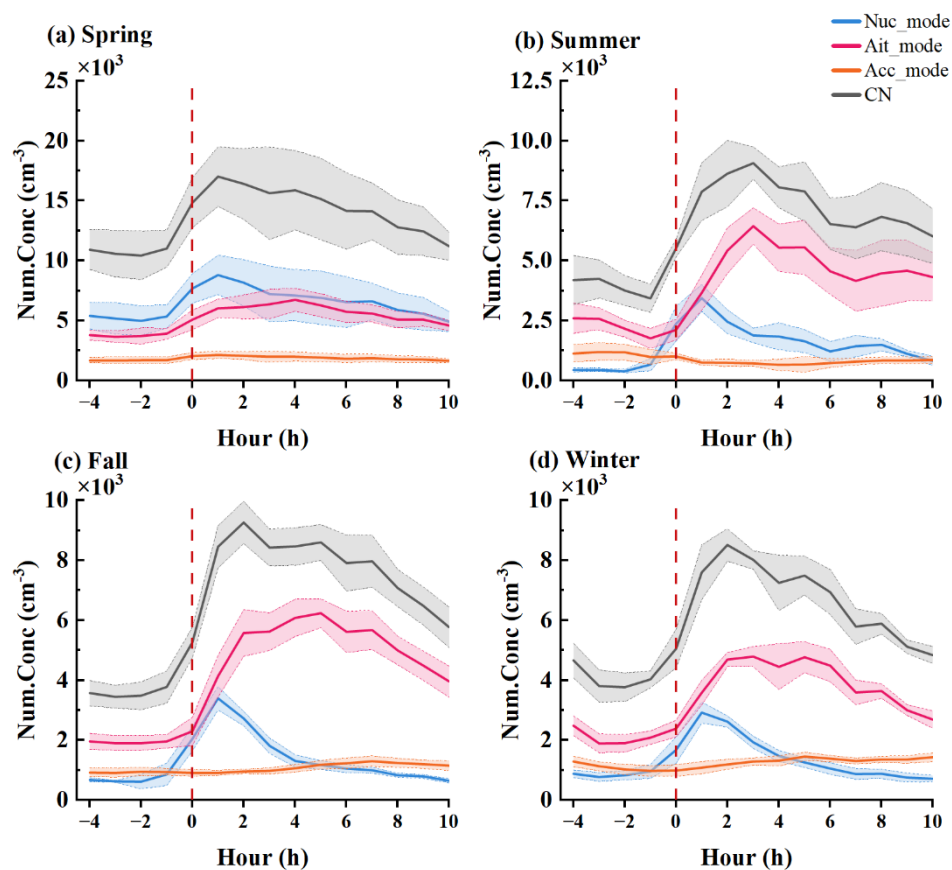 (a) Spring
×10³
25
20
15
10
5
0
Num.Conc (cm⁻³)
−4 −2 0 2 4 6 8 10
Hour (h)
(b) Summer
×10³
12.5
10.0
7.5
5.0
2.5
0.0
Num.Conc (cm⁻³)
−4 −2 0 2 4 6 8 10
Hour (h)
Nuc_mode
Ait_mode
Acc_mode
CN
(c) Fall
×10³
10
8
6
4
2
0
Num.Conc (cm⁻³)
−4 −2 0 2 4 6 8 10
Hour (h)
(d) Winter
×10³
10
8
6
4
2
0
Num.Conc (cm⁻³)
−4 −2 0 2 4 6 8 10
Hour (h)